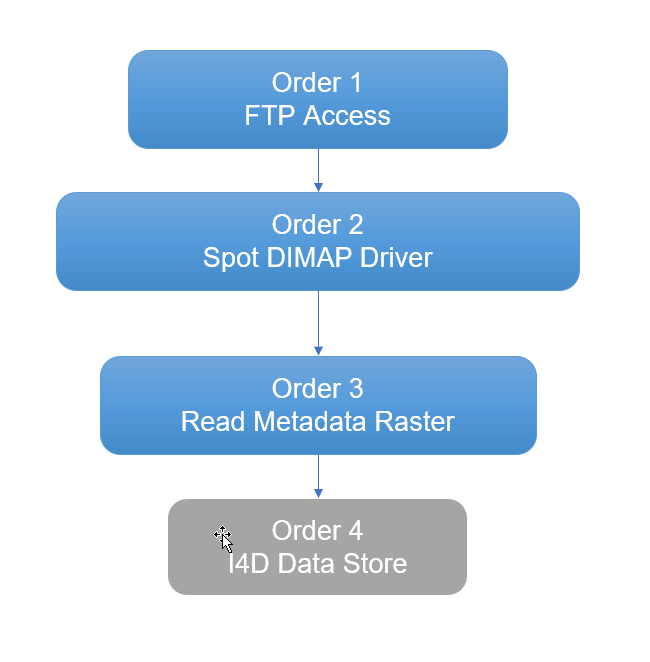 Order 1
FTP Access
Order 2
Spot DIMAP Driver
Order 3
Read Metadata Raster
Order 4
I4D Data Store